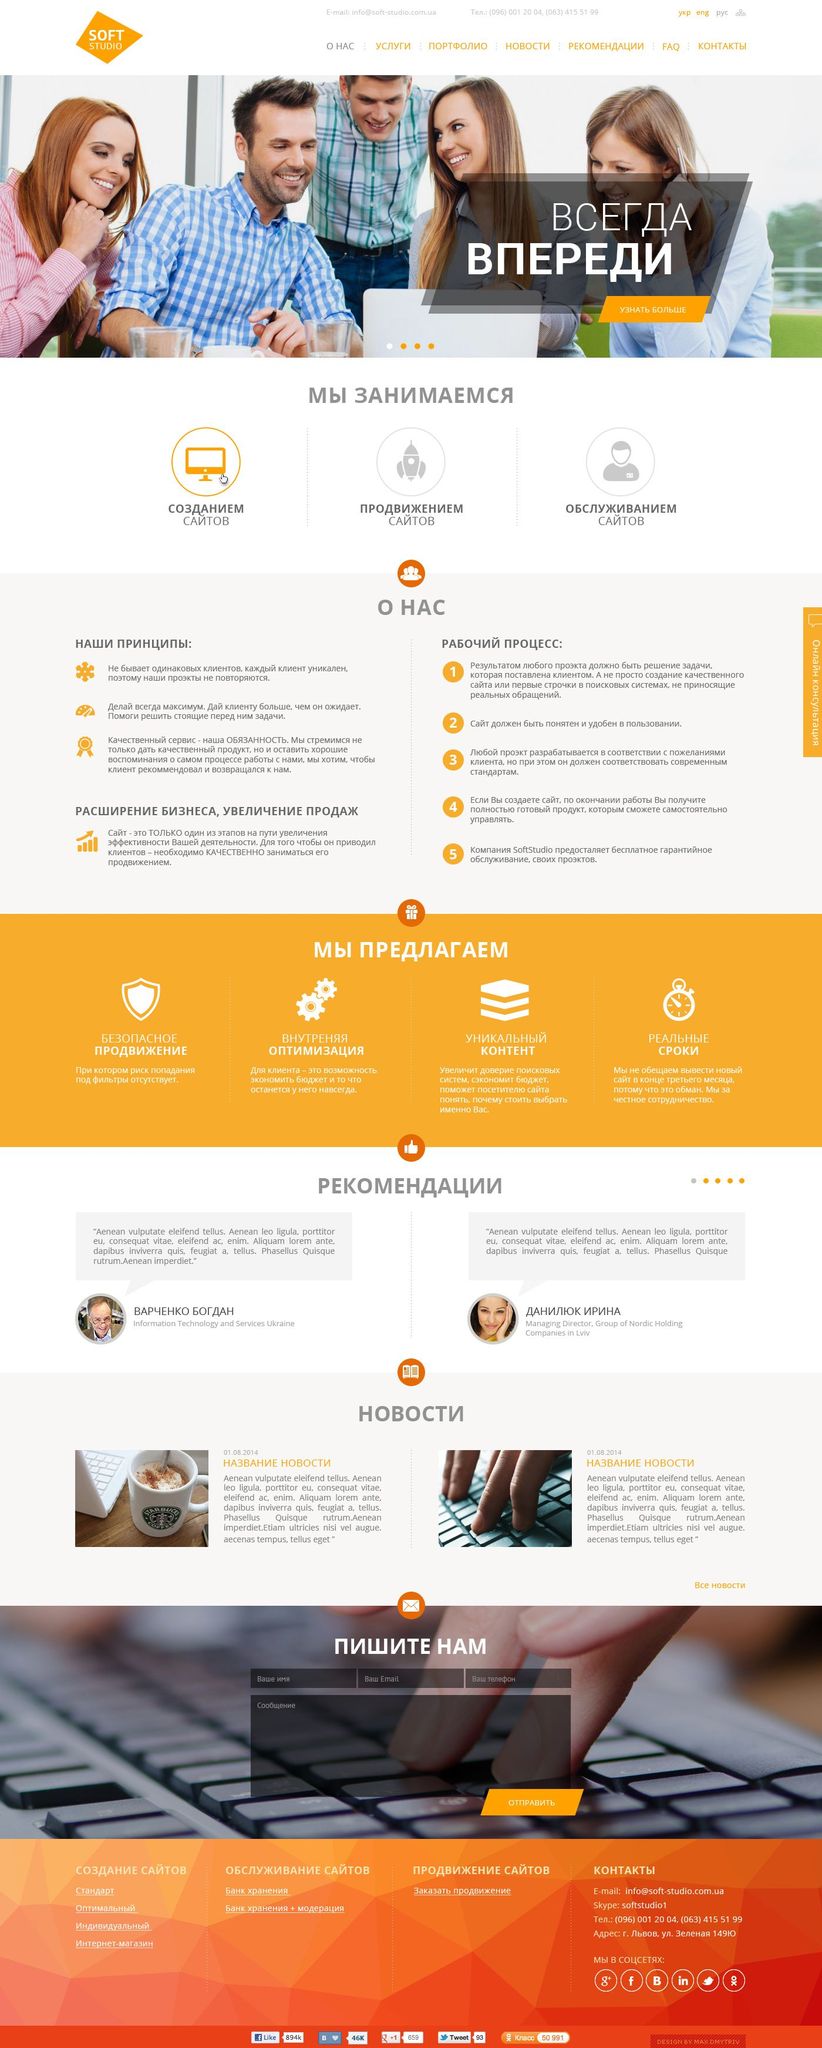 SOFT
STUDIO
E-mail: info@soft-studio.com.ua
Тел.: (096) 001 20 04, (063) 415 51 99
укр eng рус
О НАС
УСЛУГИ
ПОРТФОЛИО
НОВОСТИ
РЕКОМЕНДАЦИИ
FAQ
КОНТАКТЫ
ВСЕГДА
ВПЕРЕДИ
УЗНАТЬ БОЛЬШЕ
МЫ ЗАНИМАЕМСЯ
СОЗДАНИЕМ
САЙТОВ
ПРОДВИЖЕНИЕМ
САЙТОВ
ОБСЛУЖИВАНИЕМ
САЙТОВ
О НАС
Онлайн консультация
НАШИ ПРИНЦИПЫ:
Не бывает одинаковых клиентов, каждый клиент уникален,
поэтому наши проекты не повторяются.
Делай всегда максимум. Дай клиенту больше, чем он ожидает.
Помоги решить стоящие перед ним задачи.
Качественный сервис - наша ОБЯЗАННОСТЬ. Мы стремимся не
только дать качественный продукт, но и оставить хорошие
воспоминания о самом процессе работы с нами, мы хотим, чтобы
клиент рекомендовал и возвращался к нам.
РАСШИРЕНИЕ БИЗНЕСА, УВЕЛИЧЕНИЕ ПРОДАЖ
Сайт - это ТОЛЬКО один из этапов на пути увеличения
эффективности Вашей деятельности. Для того чтобы он приводил
клиентов – необходимо КАЧЕСТВЕННО заниматься его
продвижением.
РАБОЧИЙ ПРОЦЕСС:
1
Результатом любого проекта должно быть решение задачи,
которая поставлена клиентом. А не просто создание качественного
сайта или первые строчки в поисковых системах, не приносящие
реальных обращений.
2
Сайт должен быть понятен и удобен в пользовании.
3
Любой проэкт разрабатывается в соответствии с пожеланиями
клиента, но при этом он должен соответствовать современным
стандартам.
4
Если Вы создаете сайт, по окончании работы Вы получите
полностью готовый продукт, которым сможете самостоятельно
управлять.
5
Компания SoftStudio предоставляет бесплатное гарантийное
обслуживание, своих проэктов.
МЫ ПРЕДЛАГАЕМ
БЕЗОПАСНОЕ
ПРОДВИЖЕНИЕ
При котором риск попадания
под фильтры отсутствует.
ВНУТРЕНЯЯ
ОПТИМИЗАЦИЯ
Для клиента – это возможность
экономить бюджет и то что
останется у него навсегда.
УНИКАЛЬНЫЙ
КОНТЕНТ
Увеличит доверие поисковых
систем, сэкономит бюджет,
поможет посетителю сайта
понять, почему стоить выбрать
именно Вас.
РЕАЛЬНЫЕ
СРОКИ
Мы не обещаем вывести новый
сайт в конце третьего месяца,
потому что это обман. Мы за
честное сотрудничество.
РЕКОМЕНДАЦИИ
"Aenean vulputate eleifend tellus. Aenean leo ligula, porttitor
eu, consequat vitae, eleifend ac, enim. Aliquam lorem ante,
dapibus inviverra quis, feugiat a, tellus. Phasellus Quisque
rutrum.Aenean imperdiet."
ВАРЧЕНКО БОГДАН
Information Technology and Services Ukraine
"Aenean vulputate eleifend tellus. Aenean leo ligula, porttitor
eu, consequat vitae, eleifend ac, enim. Aliquam lorem ante,
dapibus inviverra quis, feugiat a, tellus. Phasellus Quisque
ДАНИЛЮК ИРИНА
Managing Director, Group of Nordic Holding
Companies in Lviv
НОВОСТИ
01.08.2014
НАЗВАНИЕ НОВОСТИ
Aenean vulputate eleifend tellus. Aenean
leo ligula, porttitor eu, consequat vitae,
eleifend ac, enim. Aliquam lorem ante,
dapibus inviverra quis, feugiat a, tellus.
Phasellus Quisque rutrum.Aenean
imperdiet.Etiam ultricies nisi vel augue.
aecenas tempus, tellus eget "
01.08.2014
НАЗВАНИЕ НОВОСТИ
Aenean vulputate eleifend tellus. Aenean
leo ligula, porttitor eu, consequat vitae,
eleifend ac, enim. Aliquam lorem ante,
dapibus inviverra quis, feugiat a, tellus.
Phasellus Quisque rutrum.Aenean
imperdiet.Etiam ultricies nisi vel augue.
aecenas tempus, tellus eget "
Все новости
ПИШИТЕ НАМ
Ваше имя
Ваш Email
Ваш телефон
Сообщение
ОТПРАВИТЬ
СОЗДАНИЕ САЙТОВ
Стандарт
Оптимальный
Индивидуальный
Интернет-магазин
ОБСЛУЖИВАНИЕ САЙТОВ
Банк хранения
Банк хранения + модерация
ПРОДВИЖЕНИЕ САЙТОВ
Заказать продвижение
КОНТАКТЫ
E-mail: info@soft-studio.com.ua
Skype: softstudio1
Тел.: (096) 001 20 04, (063) 415 51 99
Адрес: г. Львов, ул. Зеленая 149Ю
МЫ В СОЦСЕТЯХ:
Like 894k
В 46K
+1 659
Tweet 93
Класс 50 991
DESIGN BY MAX DMYTRIV